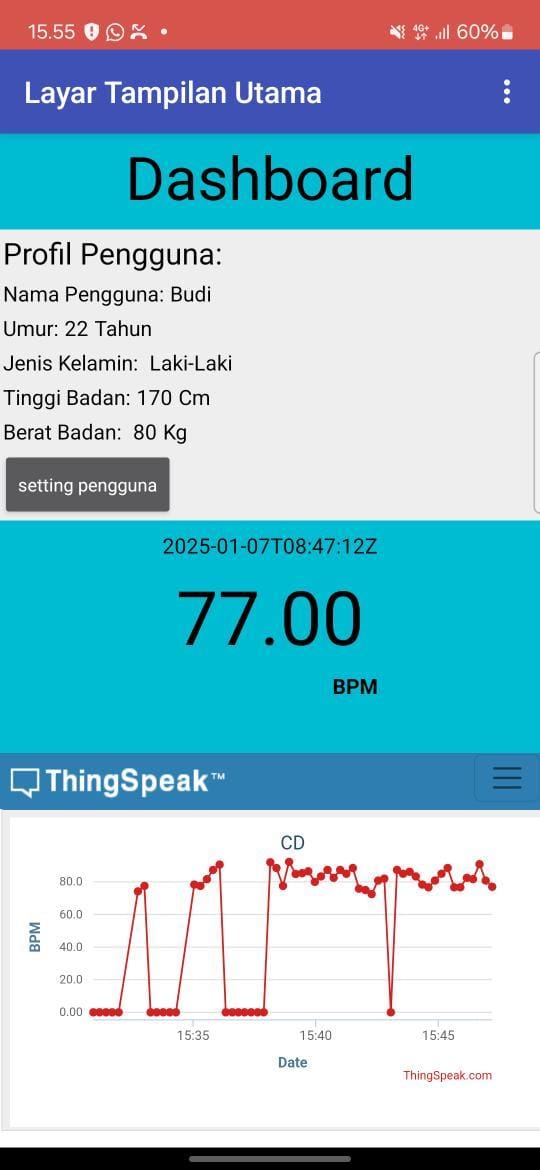 15.55
4G+
60%
Layar Tampilan Utama
Dashboard
Profil Pengguna:
Nama Pengguna: Budi
Umur: 22 Tahun
Jenis Kelamin: Laki-Laki
Tinggi Badan: 170 Cm
Berat Badan: 80 Kg
setting pengguna
2025-01-07T08:47:12Z
77.00
BPM
ThingSpeak™
CD
80.0
60.0
40.0
20.0
0.00
BPM
15:35
15:40
15:45
Date
ThingSpeak.com